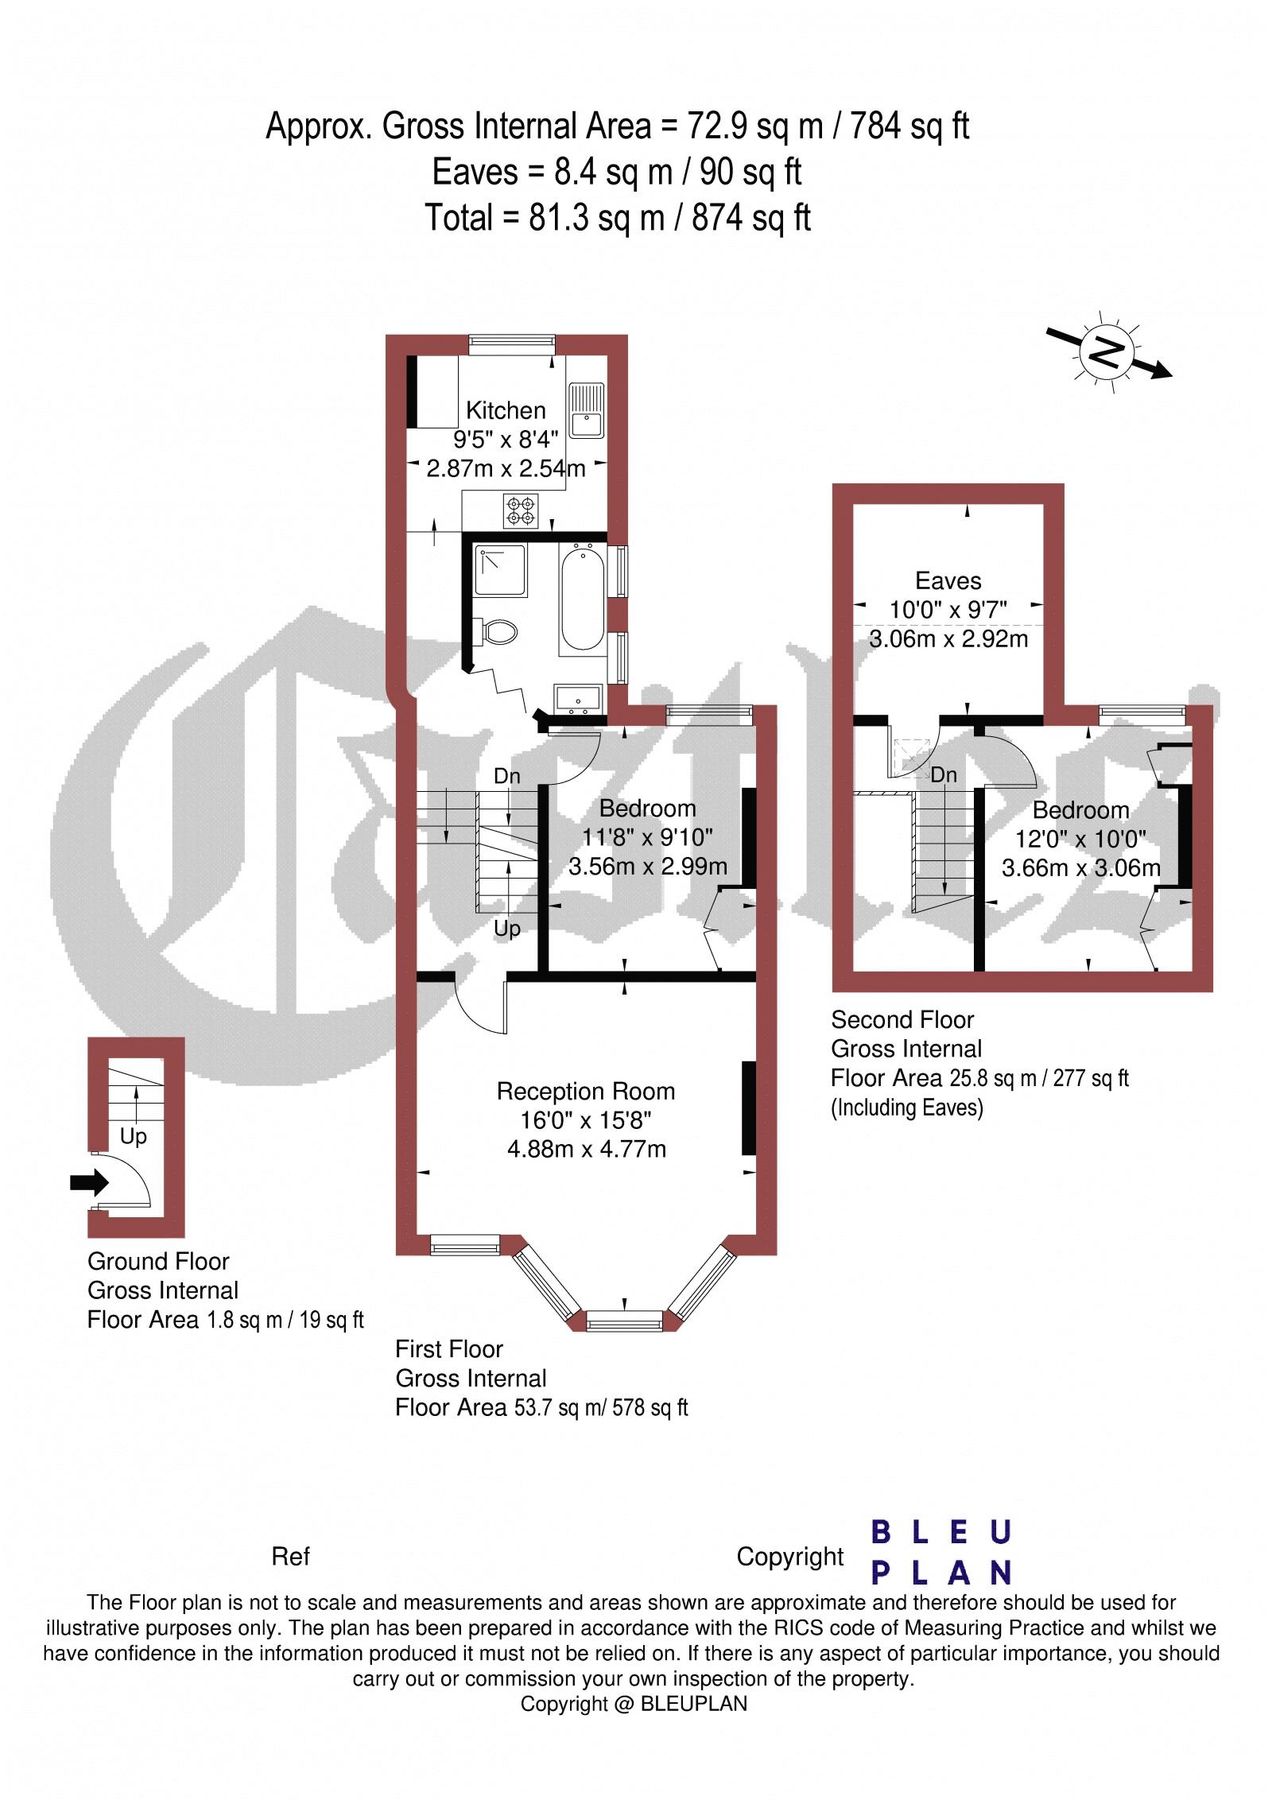 Approx. Gross Internal Area = 72.9 sq m / 784 sq ft
Eaves = 8.4 sq m / 90 sq ft
Total = 81.3 sq m / 874 sq ft
N
Kitchen
9'5" x 8'4"
2.87m x 2.54m
Eaves
10'0" x 9'7"
3.06m x 2.92m
Castles
Dn
Bedroom
11'8" x 9'10"
3.56m x 2.99m
Up
Dn
Bedroom
12'0" x 10'0"
3.66m x 3.06m
Second Floor
Gross Internal
Floor Area 25.8 sq m / 277 sq ft
(Including Eaves)
Reception Room
16'0" x 15'8"
4.88m x 4.77m
Up
Ground Floor
Gross Internal
Floor Area 1.8 sq m / 19 sq ft
First Floor
Gross Internal
Floor Area 53.7 sq m/ 578 sq ft
Ref
Copyright
BLEU
PLAN
The Floor plan is not to scale and measurements and areas shown are approximate and therefore should be used for
illustrative purposes only. The plan has been prepared in accordance with the RICS code of Measuring Practice and whilst we
have confidence in the information produced it must not be relied on. If there is any aspect of particular importance, you should
carry out or commission your own inspection of the property.
Copyright @ BLEUPLAN